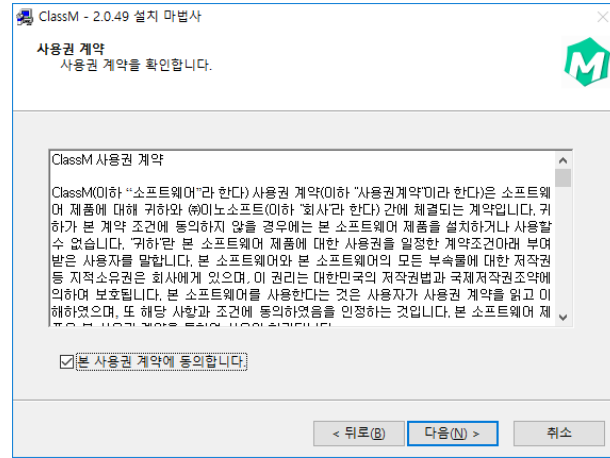 ClassM - 2.0.49 설치 마법사
사용권 계약
사용권 계약을 확인합니다.
ClassM 사용권 계약
ClassM(이하 “소프트웨어”라 한다) 사용권 계약(이하 “사용권계약”이라 한다)은 소프트웨
어 제품에 대해 귀하와 ㈜이노소프트(이하 “회사”라 한다) 간에 체결되는 계약입니다. 귀
하가 본 계약 조건에 동의하지 않을 경우에는 본 소프트웨어 제품을 설치하거나 사용할
수 없습니다. “귀하”란 본 소프트웨어 제품에 대한 사용권을 일정한 계약조건아래 부여
받은 사용자를 말합니다. 본 소프트웨어와 본 소프트웨어의 모든 부속물에 대한 저작권
등 지적소유권은 회사에게 있으며, 이 권리는 대한민국의 저작권법과 국제저작권조약에
의하여 보호됩니다. 본 소프트웨어를 사용한다는 것은 사용자가 사용권 계약을 읽고 이
해하였으며, 또 해당 사항과 조건에 동의하였음을 인정하는 것입니다. 본 소프트웨어 제
본 사용권 계약에 동의합니다.
< 뒤로(B) 다음(N) > 취소